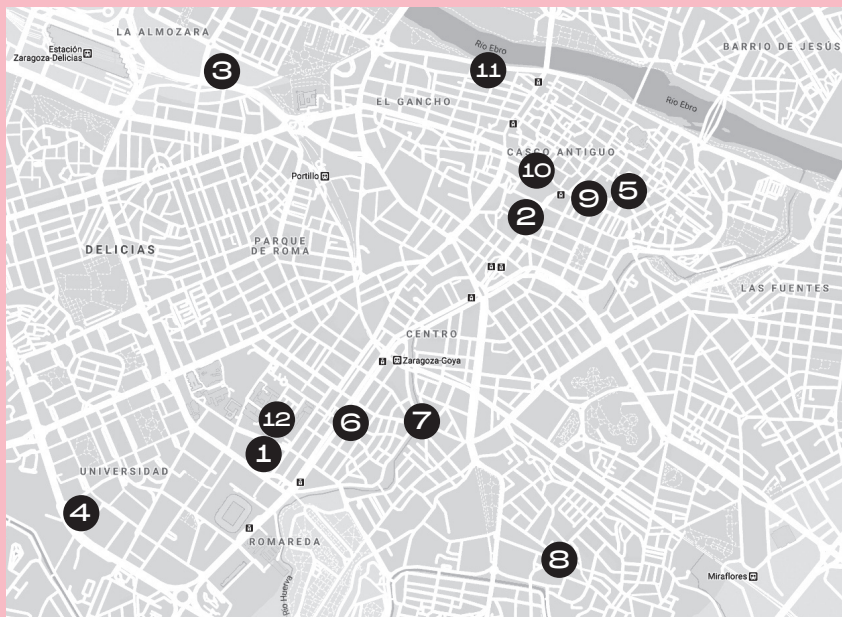 LA ALMOZARA
Estación
Zaragoza-Delicias
3
Río Ebro
11
BARRIO DE JESÚS
EL GANCHO
Río Ebro
CASCO ANTIGUO
10
Portillo
5
9
2
DELICIAS
PARQUE
DE ROMA
LAS FUENTES
CENTRO
Zaragoza-Goya
12
6
7
1
UNIVERSIDAD
4
ROMAREDA
8
Miraflores
Río Huerva